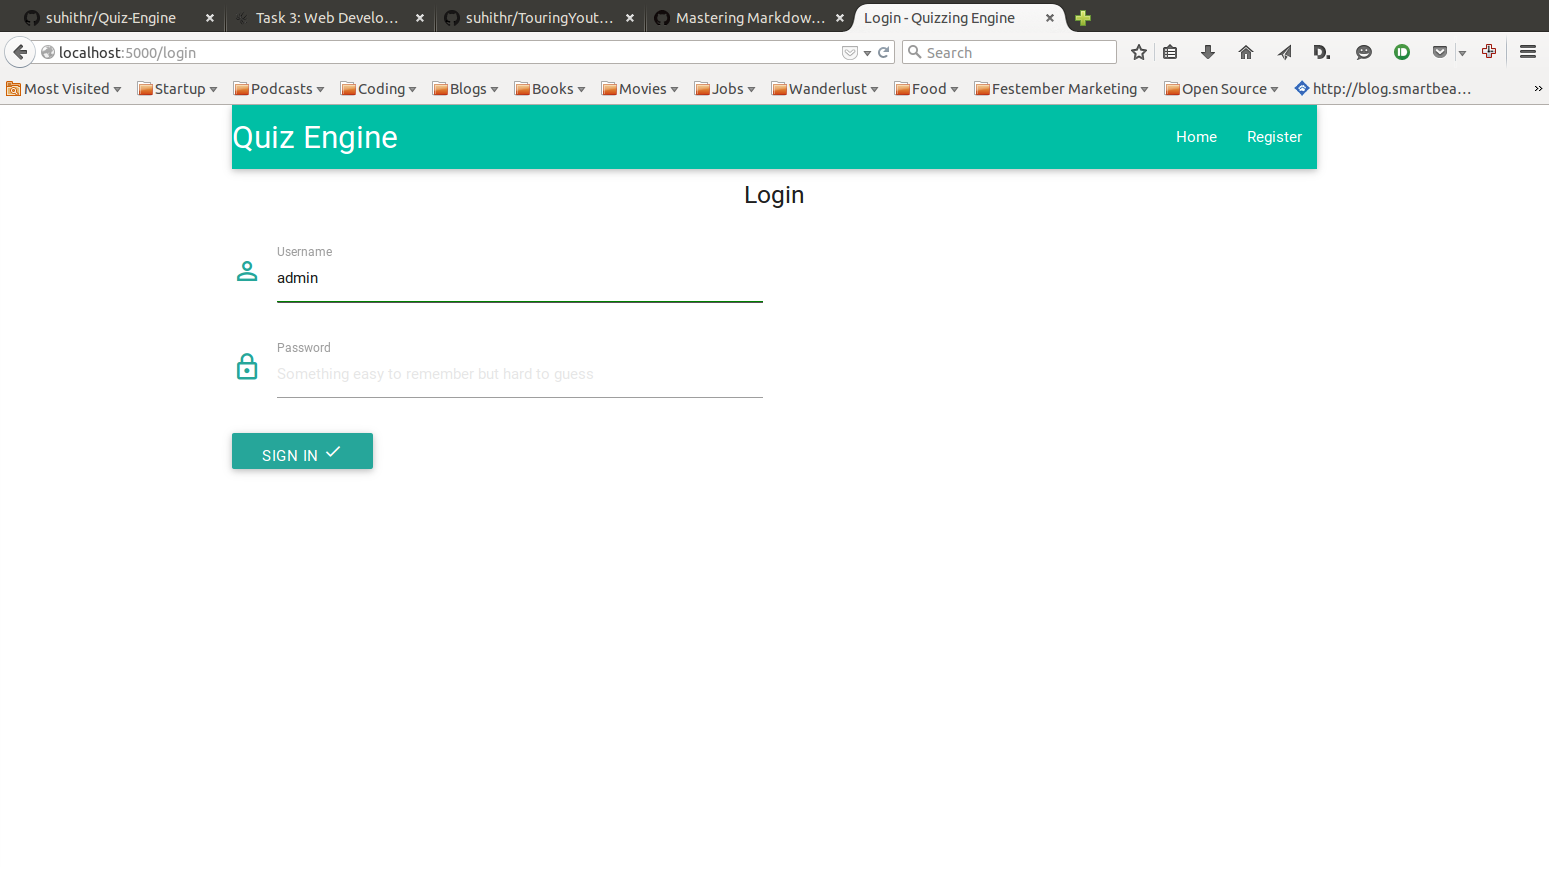 suhithr/Quiz-Engine
Task 3: Web Develo...
suhithr/TouringYout...
Mastering Markdow...
Login - Quizzing Engine
localhost:5000/login
Search
Most Visited
Startup
Podcasts
Coding
Blogs
Books
Movies
Jobs
Wanderlust
Food
Festember Marketing
Open Source
http://blog.smartbea...
Quiz Engine
Home
Register
Login
Username
admin
Password
Something easy to remember but hard to guess
SIGN IN